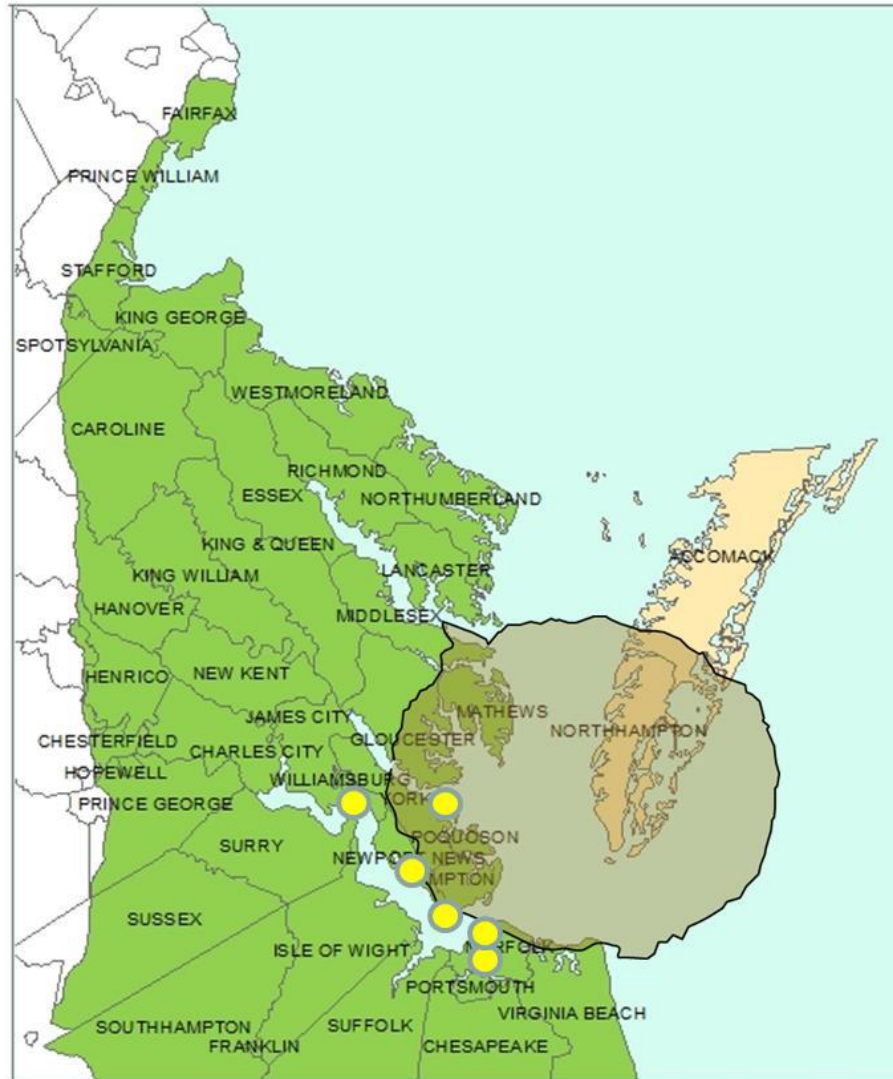 FAIRFAX
PRINCE WILLIAM
STAFFORD
KING GEORGE
SPOTSYLVANIA
WESTMORELAND
CAROLINE
RICHMOND
ESSEX
NORTHUMBERLAND
KING & QUEEN
ACCOMACK
LANCASTER
KING WILLIAM
HANOVER
MIDDLESEX
HENRICO
NEW KENT
MATHEWS
JAMES CITY
NORTHHAMPTON
GLOUCESTER
CHESTERFIELD
CHARLES CITY
HOPEWELL
WILLIAMSBURG
PRINCE GEORGE
YORK
POQUOSON
SURRY
NEWPORT NEWS
MPTON
SUSSEX
ISLE OF WIGHT
PORTSMOUTH
VIRGINIA BEACH
SOUTHHAMPTON
SUFFOLK
FRANKLIN
CHESAPEAKE